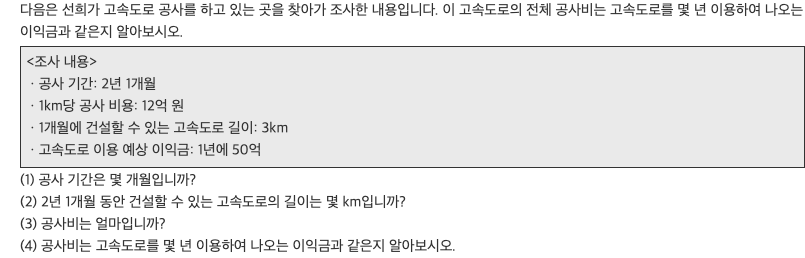 다음은 선희가 고속도로 공사를 하고 있는 곳을 찾아가 조사한 내용입니다. 이 고속도로의 전체 공사비는 고속도로를 몇 년 이용하여 나오는
이익금과 같은지 알아보시오.
<조사 내용>
· 공사 기간: 2년 1개월
· 1km당 공사 비용: 12억 원
· 1개월에 건설할 수 있는 고속도로 길이: 3km
· 고속도로 이용 예상 이익금: 1년에 50억
(1) 공사 기간은 몇 개월입니까?
(2) 2년 1개월 동안 건설할 수 있는 고속도로의 길이는 몇 km입니까?
(3) 공사비는 얼마입니까?
(4) 공사비는 고속도로를 몇 년 이용하여 나오는 이익금과 같은지 알아보시오.